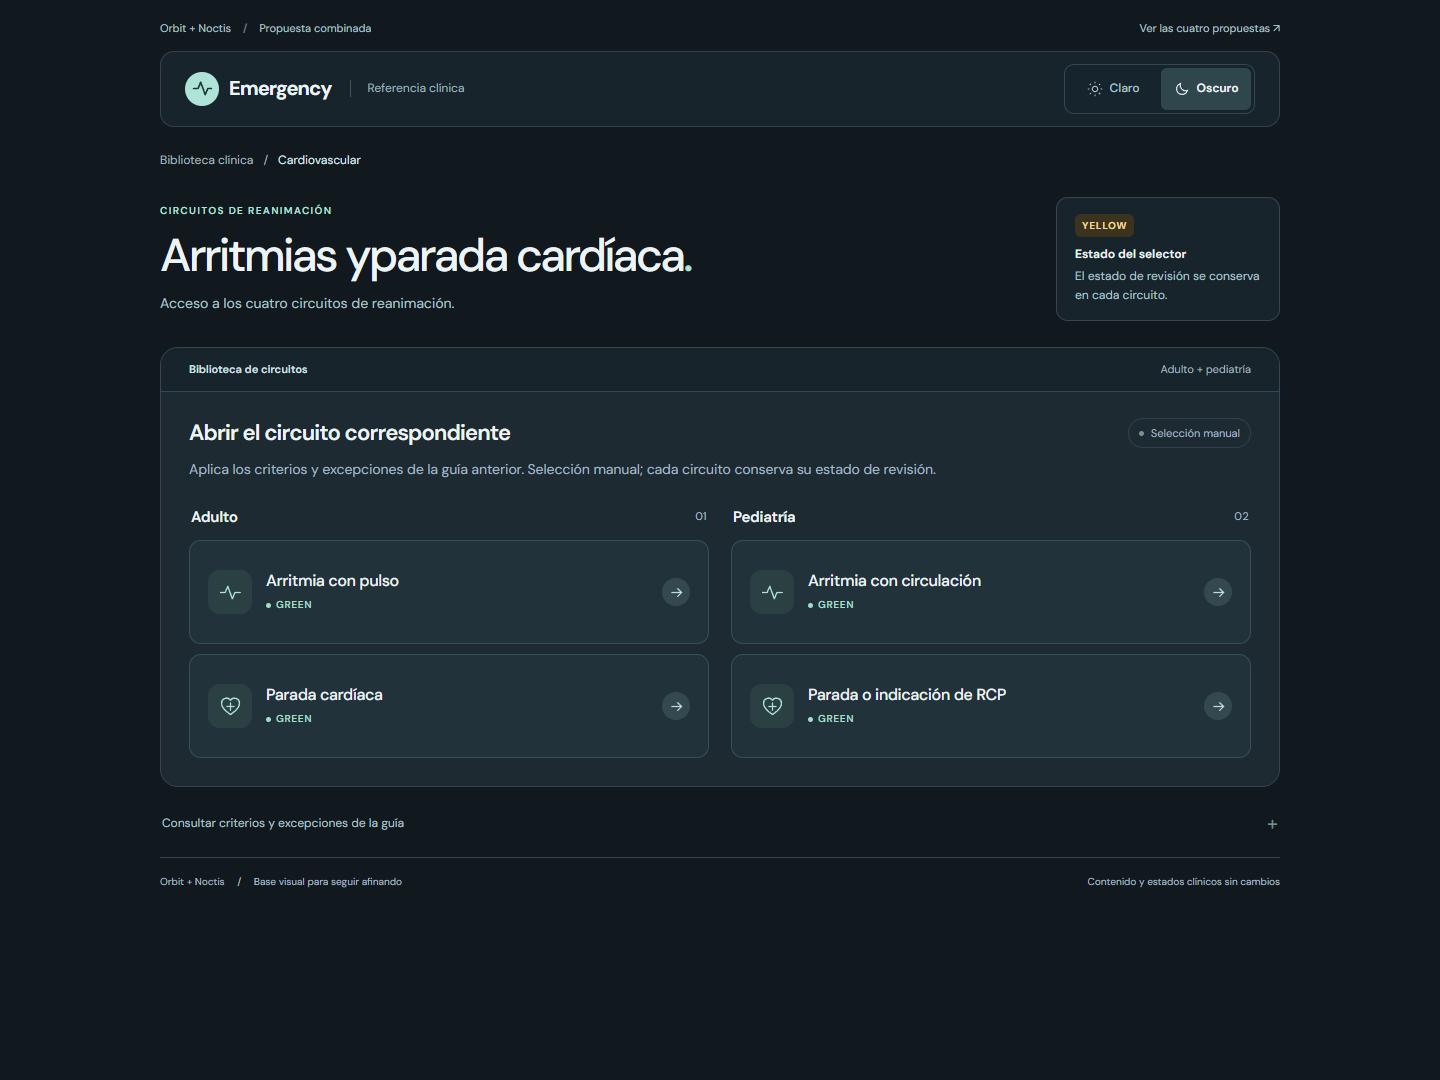 Orbit + Noctis / Propuesta combinada
Ver las cuatro propuestas ↗
Emergency
Referencia clínica
Claro
Oscuro
Biblioteca clínica / Cardiovascular
CIRCUITOS DE REANIMACIÓN
Arritmias yparada cardíaca.
Acceso a los cuatro circuitos de reanimación.
YELLOW
Estado del selector
El estado de revisión se conserva
en cada circuito.
Biblioteca de circuitos
Adulto + pediatría
Abrir el circuito correspondiente
Selección manual
Aplica los criterios y excepciones de la guía anterior. Selección manual; cada circuito conserva su estado de revisión.
Adulto
01
Arritmia con pulso
GREEN
Parada cardíaca
GREEN
Pediatría
02
Arritmia con circulación
GREEN
Parada o indicación de RCP
GREEN
Consultar criterios y excepciones de la guía
+
Orbit + Noctis / Base visual para seguir afinando
Contenido y estados clínicos sin cambios